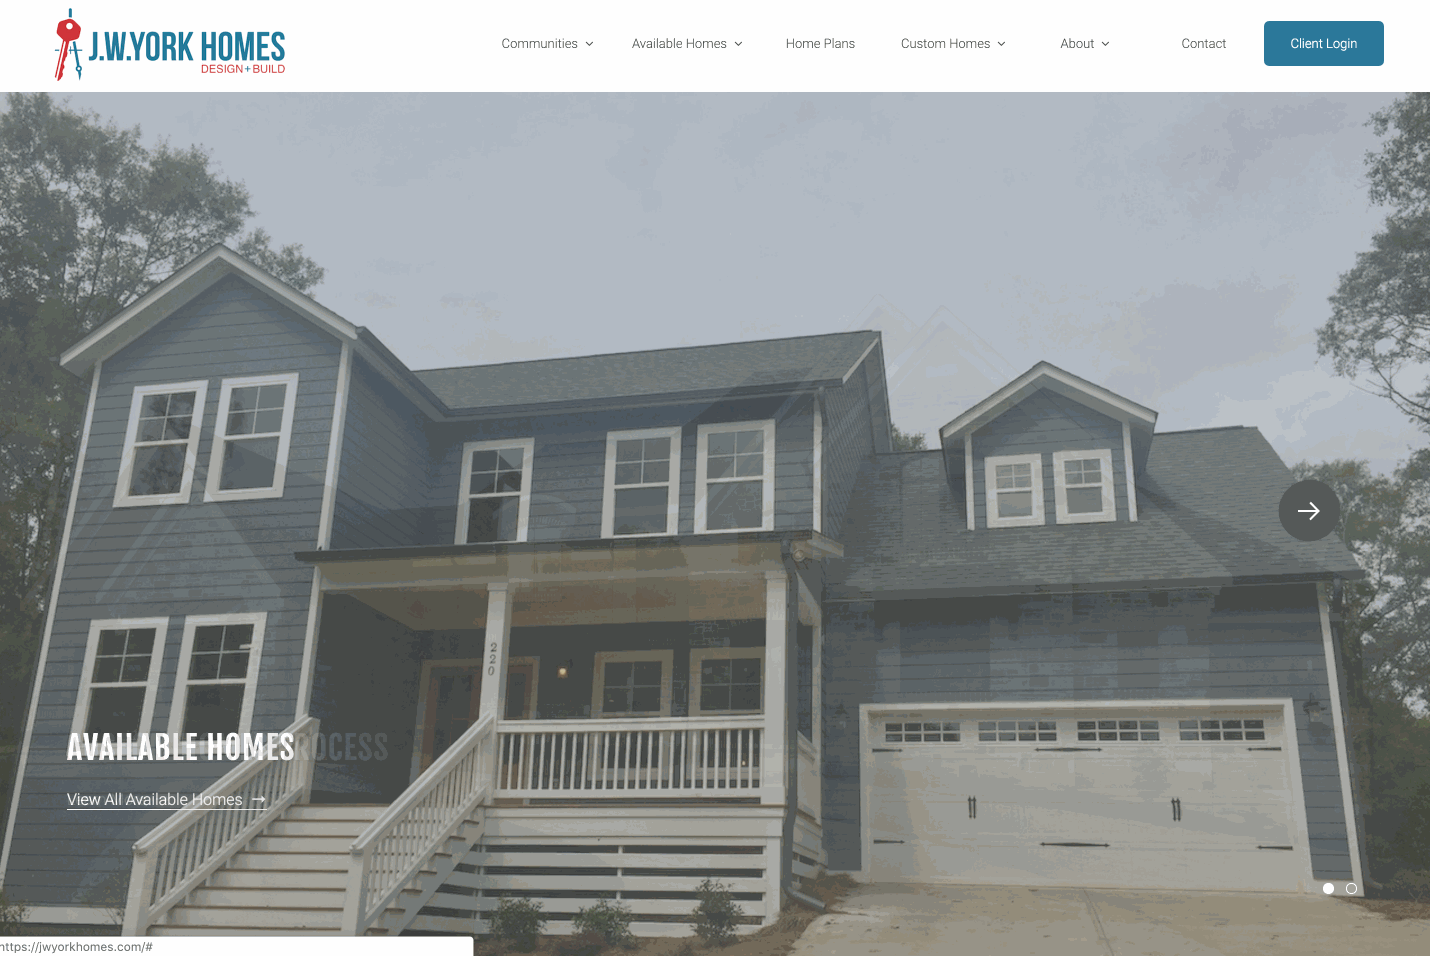 J.W.YORK HOMES
DESIGN+BUILD
Communities
Available Homes
Home Plans
Custom Homes
About
Contact
Client Login
220
AVAILABLE HOMES
View All Available Homes →
https://jwyorkhomes.com/#